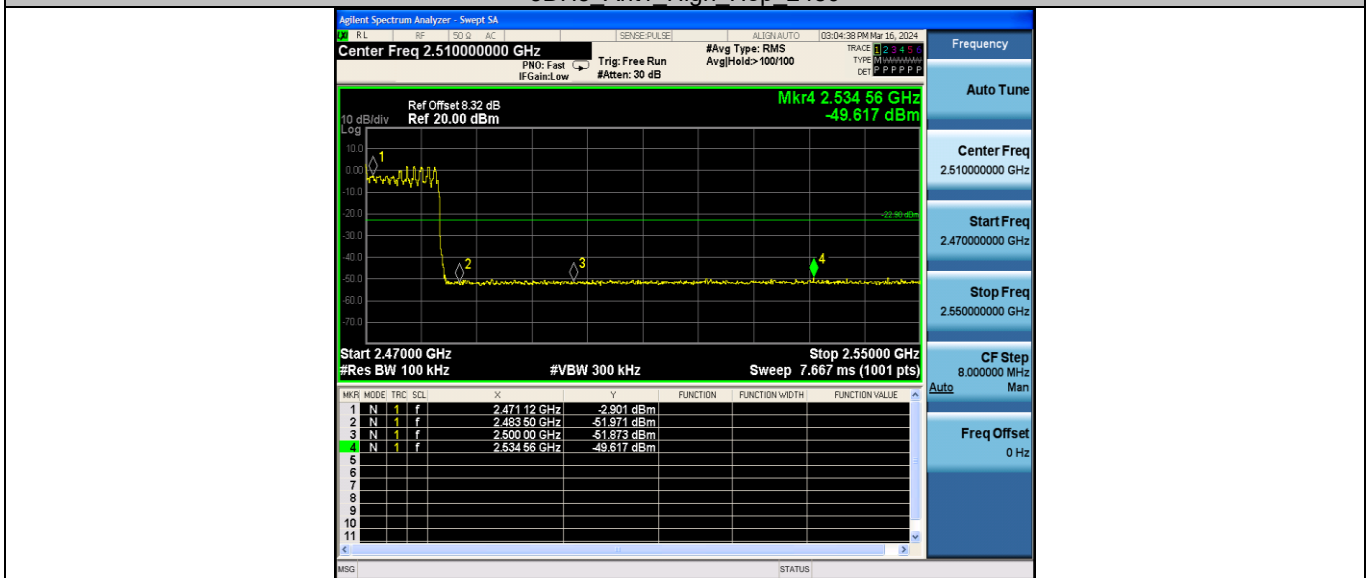 Agilent Spectrum Analyzer - Swept SA
RL RF 50 Ω AC SENSE:PULSE ALIGN AUTO 03:04:38 PM Mar 16, 2024
Center Freq 2.510000000 GHz
PNO: Fast
IFGain:Low
Trig: Free Run
#Atten: 30 dB
#Avg Type: RMS
Avg|Hold:> 100/100
TRACE 1 2 3 4 5 6
TYPE M
DET P P P P P P
Frequency
Auto Tune
Center Freq
2.510000000 GHz
Start Freq
2.470000000 GHz
Stop Freq
2.550000000 GHz
CF Step
8.000000 MHz
Auto Man
Freq Offset
0 Hz
Mkr4 2.534 56 GHz
-49.617 dBm
Ref Offset 8.32 dB
10 dB/div Ref 20.00 dBm
Log
10.0
0.00
-10.0
-20.0
-30.0
-40.0
-50.0
-60.0
-70.0
1
2
3
4
-22.90 dBm
Start 2.47000 GHz Stop 2.55000 GHz
#Res BW 100 kHz #VBW 300 kHz Sweep 7.667 ms (1001 pts)
MKR MODE TRC SCL X Y FUNCTION FUNCTION WIDTH FUNCTION VALUE
1 N 1 f 2.471 12 GHz -2.901 dBm
2 N 1 f 2.483 50 GHz -51.971 dBm
3 N 1 f 2.500 00 GHz -51.873 dBm
4 N 1 f 2.534 56 GHz -49.617 dBm
5
6
7
8
9
10
11
MSG STATUS